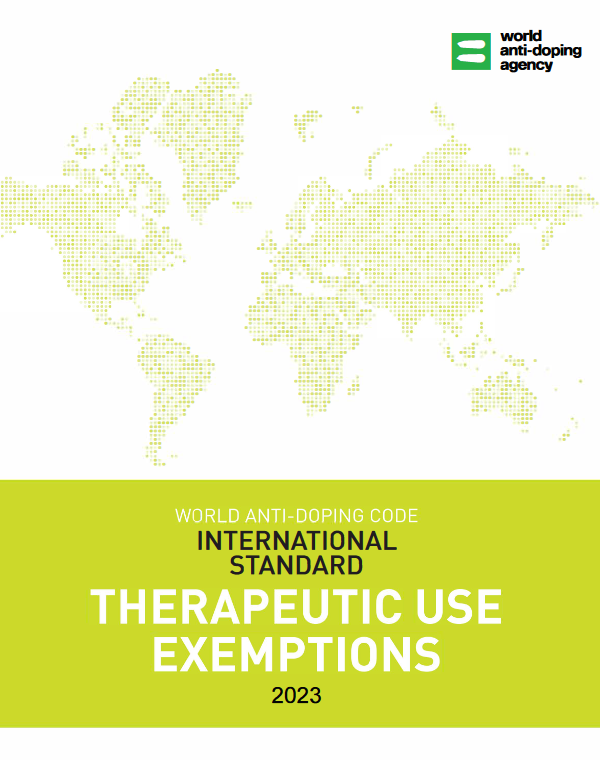 world
anti-doping
agency
WORLD ANTI-DOPING CODE
INTERNATIONAL
STANDARD
THERAPEUTIC USE
EXEMPTIONS
2023